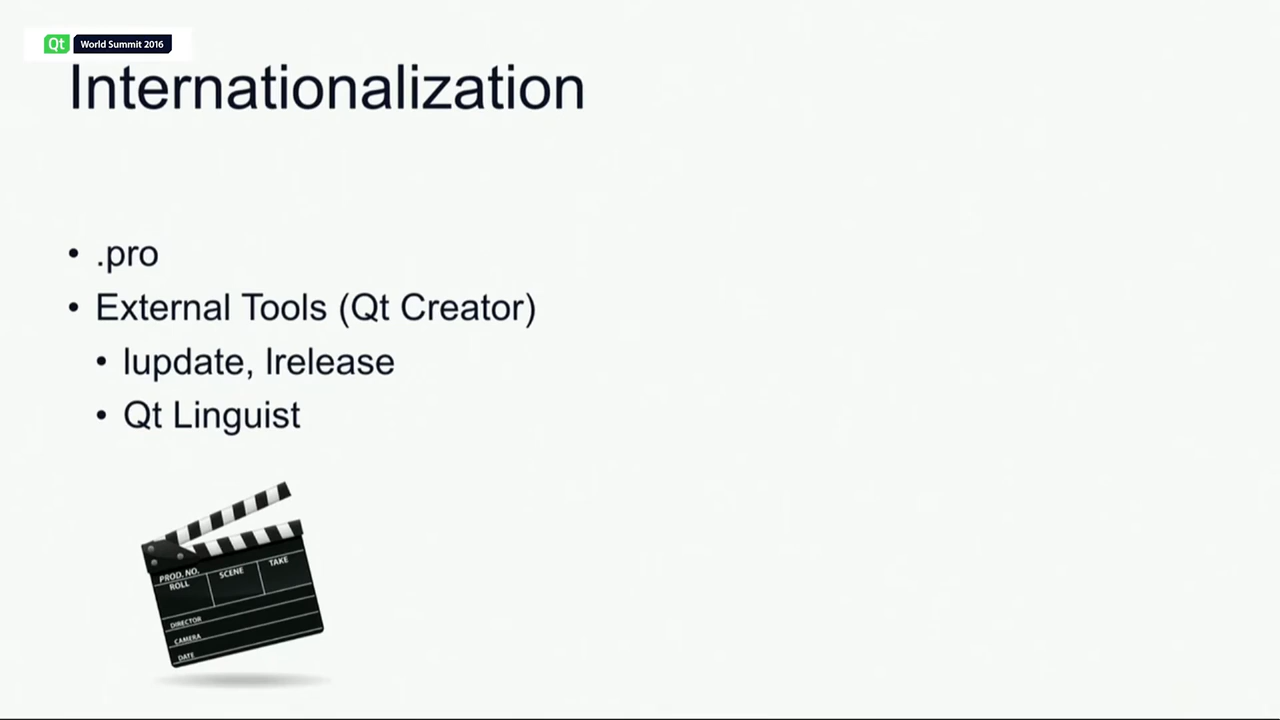 Qt World Summit 2016
Internationalization
• .pro
• External Tools (Qt Creator)
• lupdate, lrelease
• Qt Linguist
PROD. NO.
ROLL
SCENE
TAKE
DIRECTOR
CAMERA
DATE